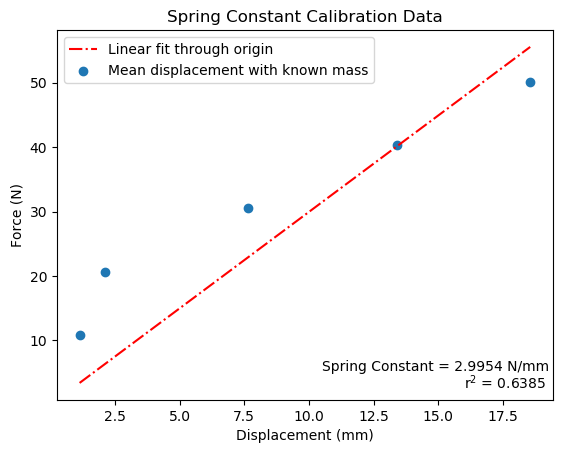 Spring Constant Calibration Data
Linear fit through origin
Mean displacement with known mass
Force (N)
50
40
30
20
10
Spring Constant = 2.9954 N/mm
r² = 0.6385
2.5 5.0 7.5 10.0 12.5 15.0 17.5
Displacement (mm)